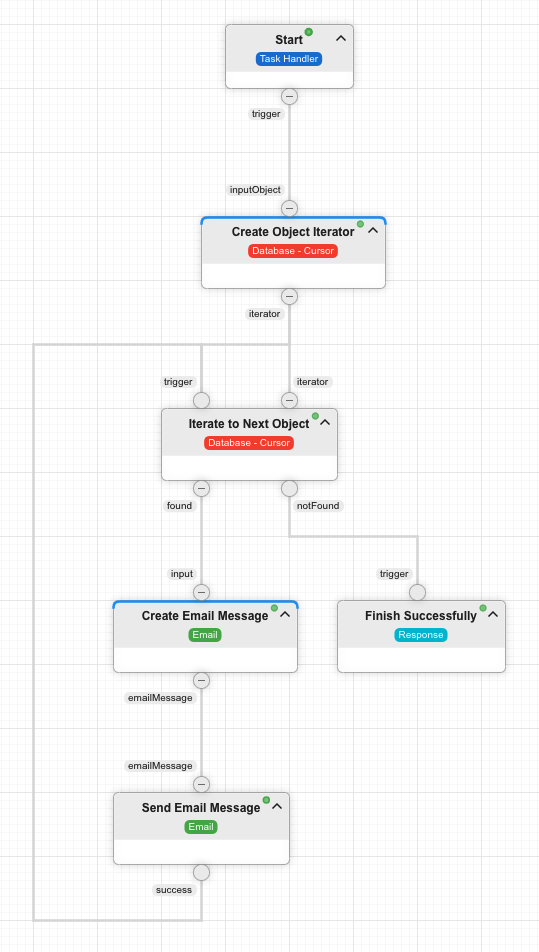 Start
Task Handler
trigger
inputObject
Create Object Iterator
Database - Cursor
iterator
trigger
iterator
Iterate to Next Object
Database - Cursor
found
notFound
input
trigger
Create Email Message
Email
Finish Successfully
Response
emailMessage
emailMessage
Send Email Message
Email
success